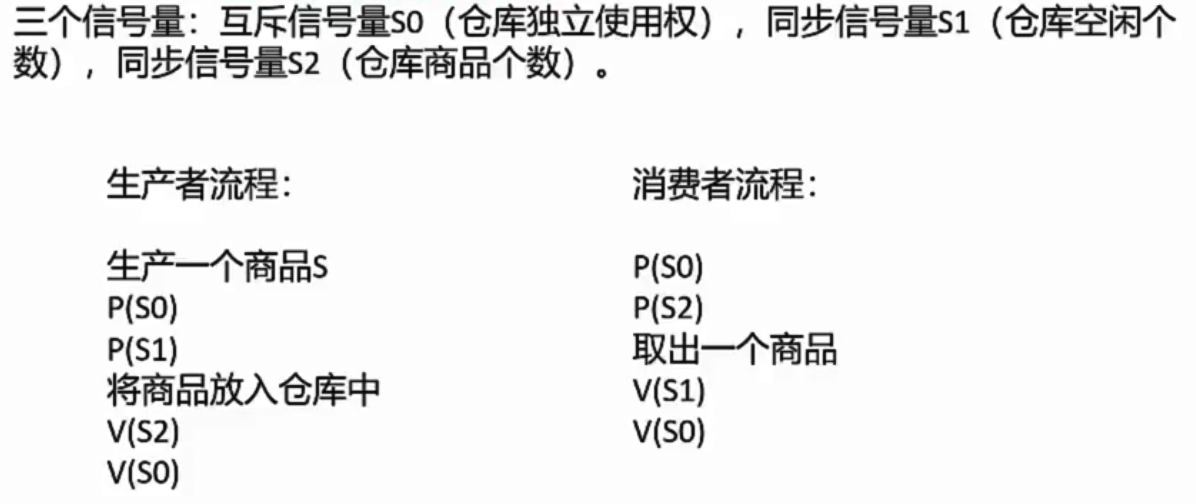 三个信号量：互斥信号量S0（仓库独立使用权），同步信号量S1（仓库空闲个
数），同步信号量S2（仓库商品个数）。
生产者流程：
生产一个商品S
P(S0)
P(S1)
将商品放入仓库中
V(S2)
V(S0)
消费者流程：
P(S0)
P(S2)
取出一个商品
V(S1)
V(S0)